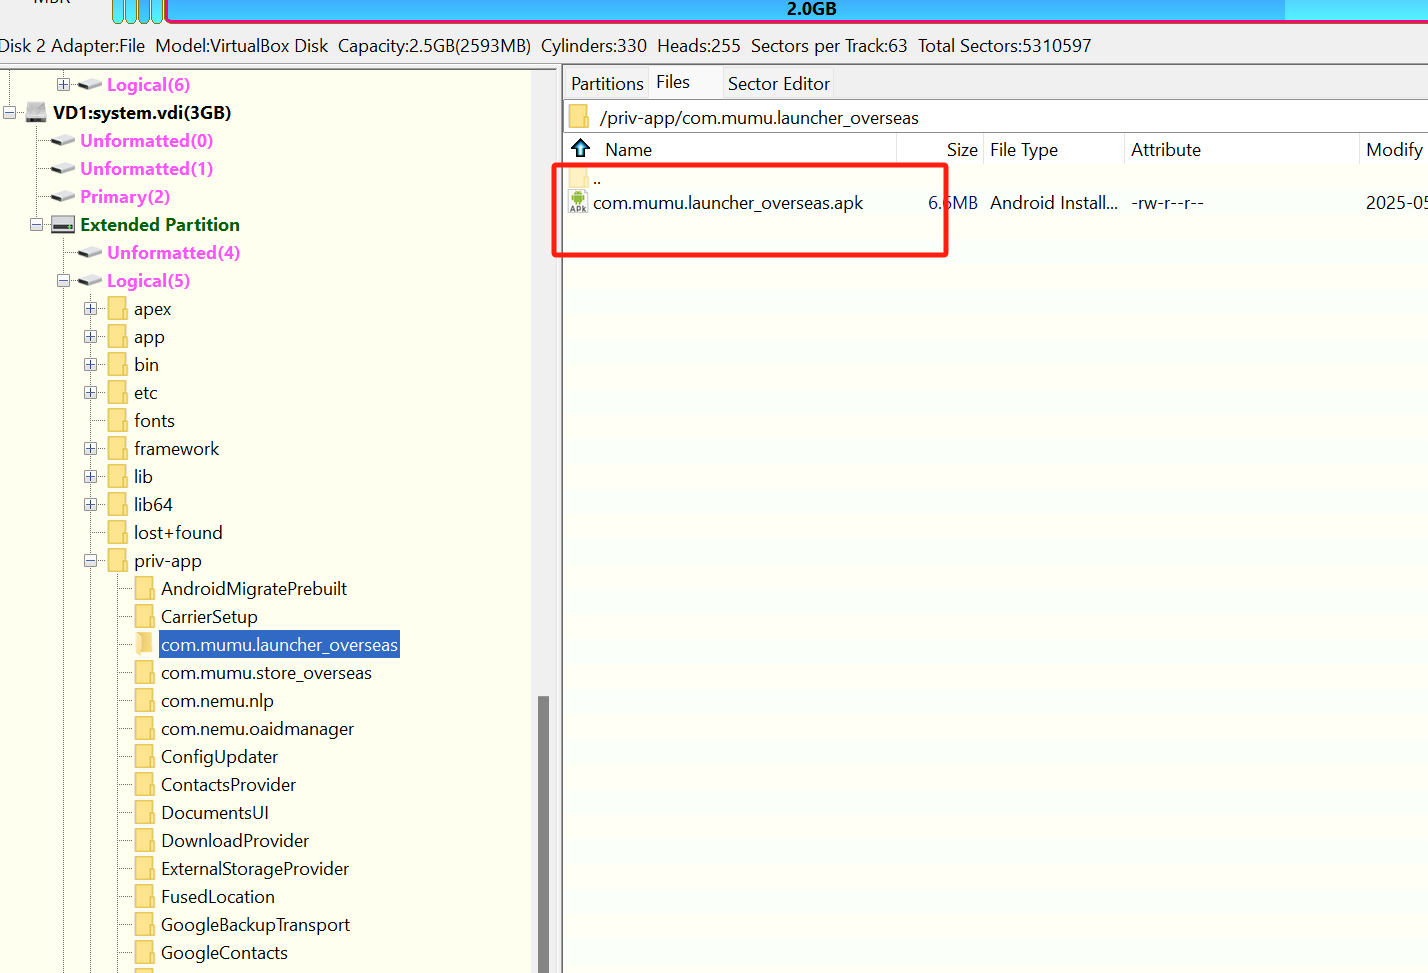 2.0GB
Disk 2 Adapter:File Model:VirtualBox Disk Capacity:2.5GB(2593MB) Cylinders:330 Heads:255 Sectors per Track:63 Total Sectors:5310597
Logical(6)
VD1:system.vdi(3GB)
Unformatted(0)
Unformatted(1)
Primary(2)
Extended Partition
Unformatted(4)
Logical(5)
apex
app
bin
etc
fonts
framework
lib
lib64
lost+found
priv-app
AndroidMigratePrebuilt
CarrierSetup
com.mumu.launcher_overseas
com.mumu.store_overseas
com.nemu.nlp
com.nemu.oaidmanager
ConfigUpdater
ContactsProvider
DocumentsUI
DownloadProvider
ExternalStorageProvider
FusedLocation
GoogleBackupTransport
GoogleContacts
Partitions Files Sector Editor
/priv-app/com.mumu.launcher_overseas
Name Size File Type Attribute Modify
..
APK com.mumu.launcher_overseas.apk 6.6MB Android Install... -rw-r--r-- 2025-05